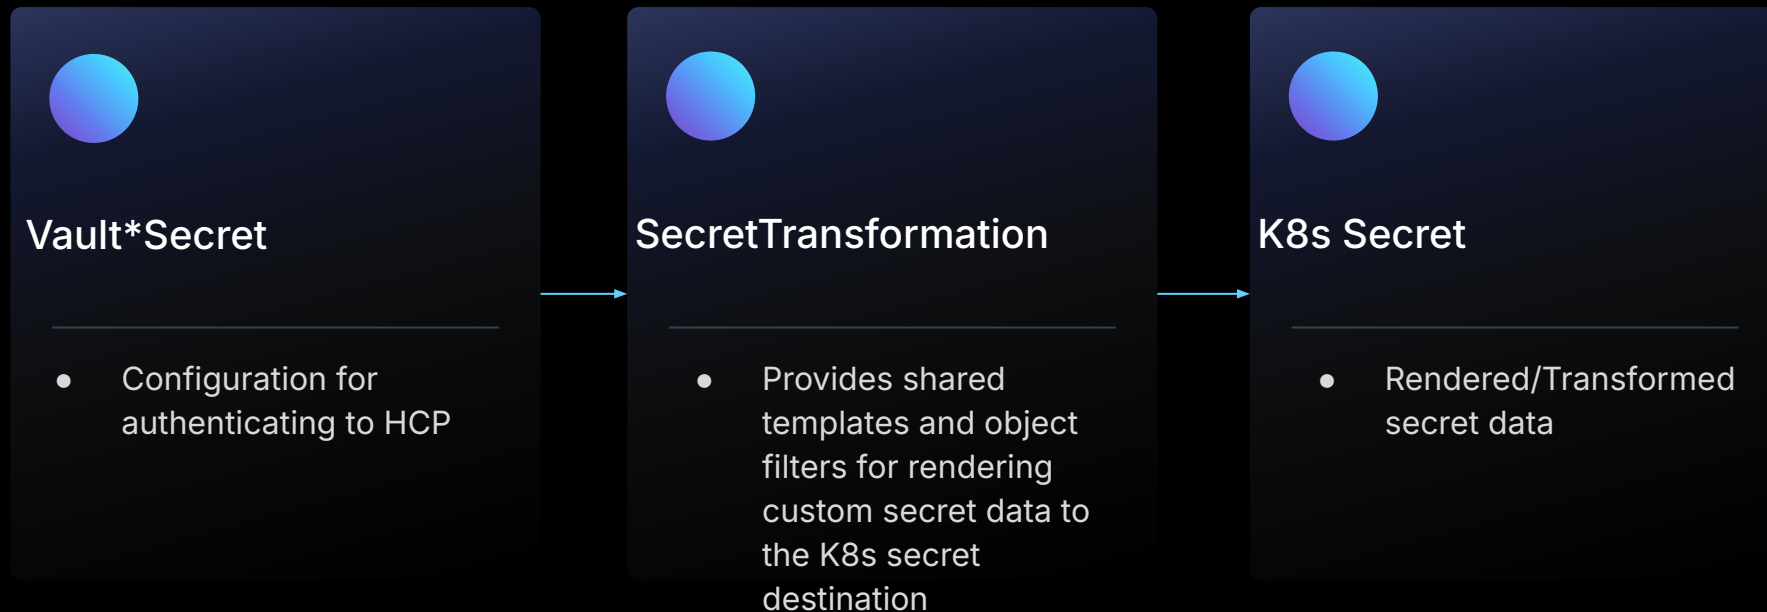 Vault*Secret
● Configuration for
authenticating to HCP
SecretTransformation
● Provides shared
templates and object
filters for rendering
custom secret data to
the K8s secret
destination
K8s Secret
● Rendered/Transformed
secret data